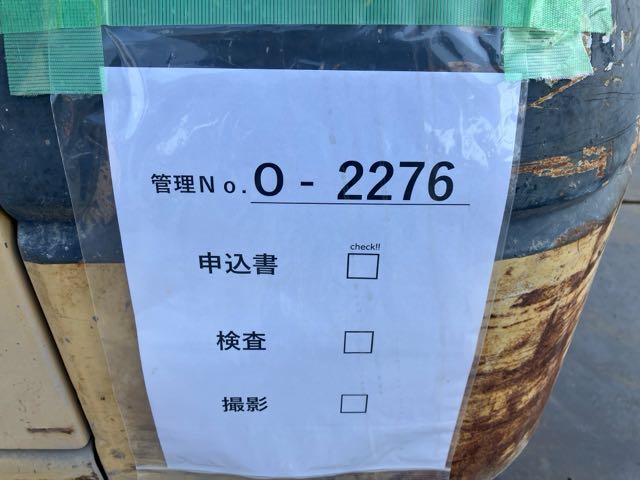 管理No. O - 2276
check!!
申込書 □
検査 □
撮影 □